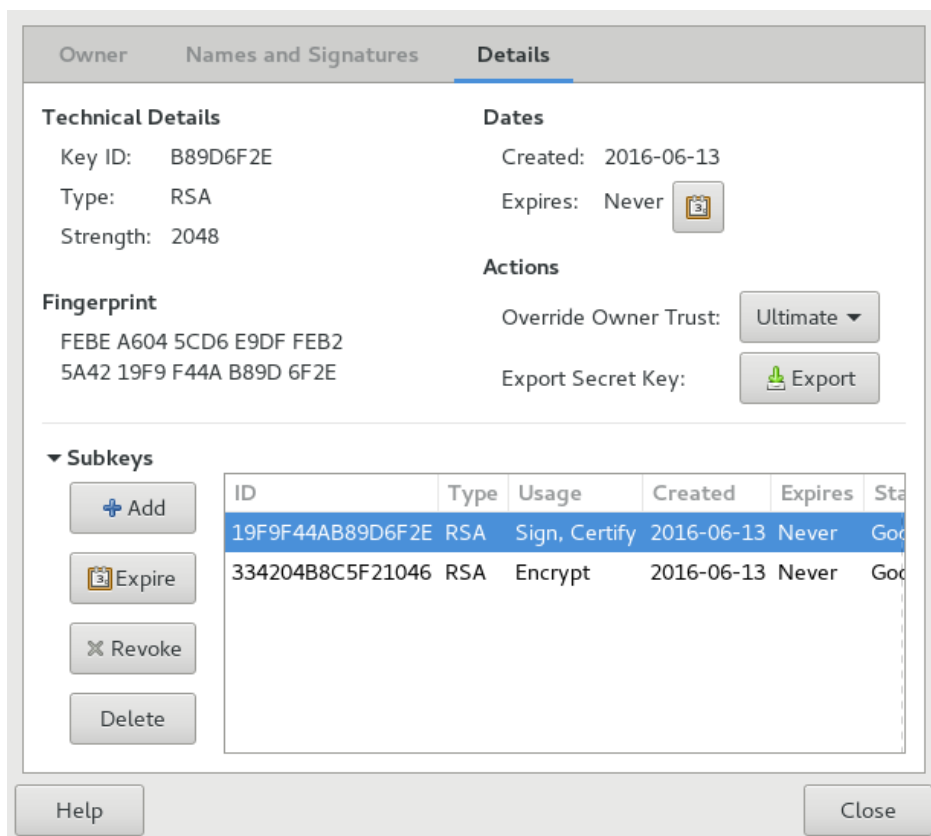 Owner Names and Signatures Details
Technical Details
Key ID: B89D6F2E
Type: RSA
Strength: 2048
Fingerprint
FEBE A604 5CD6 E9DF FEB2
5A42 19F9 F44A B89D 6F2E
Dates
Created: 2016-06-13
Expires: Never
Actions
Override Owner Trust: Ultimate
Export Secret Key: Export
Subkeys
Add
Expire
Revoke
Delete
ID Type Usage Created Expires Sta
19F9F44AB89D6F2E RSA Sign, Certify 2016-06-13 Never Goo
334204B8C5F21046 RSA Encrypt 2016-06-13 Never Goo
Help Close